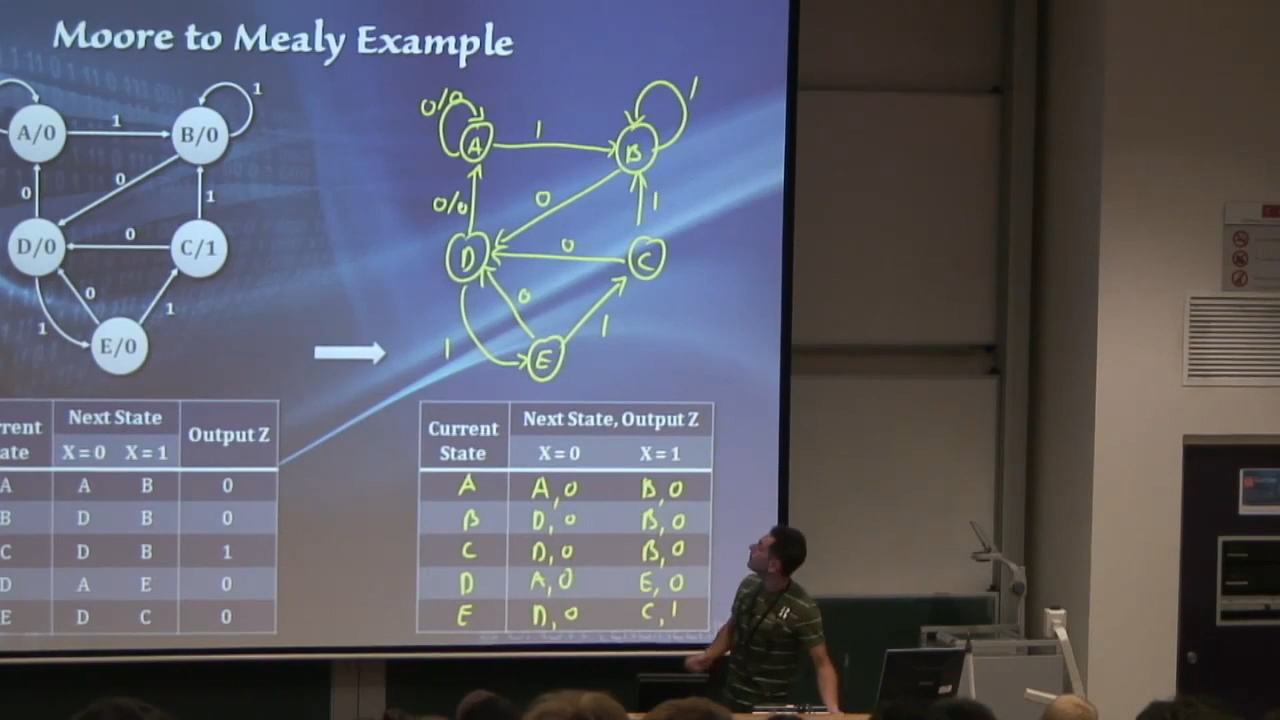 Moore to Mealy Example
A/0
1
B/0
1
0
0
1
D/0
0
C/1
1
0
1
E/0
0/0
A
1
B
1
0/0
0
1
D
0
C
0
1
1
E
rrent Next State Output Z
ate X = 0 X = 1
A A B 0
B D B 0
C D B 1
D A E 0
E D C 0
Current State Next State, Output Z
X = 0 X = 1
A A, 0 B, 0
B D, 0 B, 0
C D, 0 B, 0
D A, 0 E, 0
E D, 0 C, 1